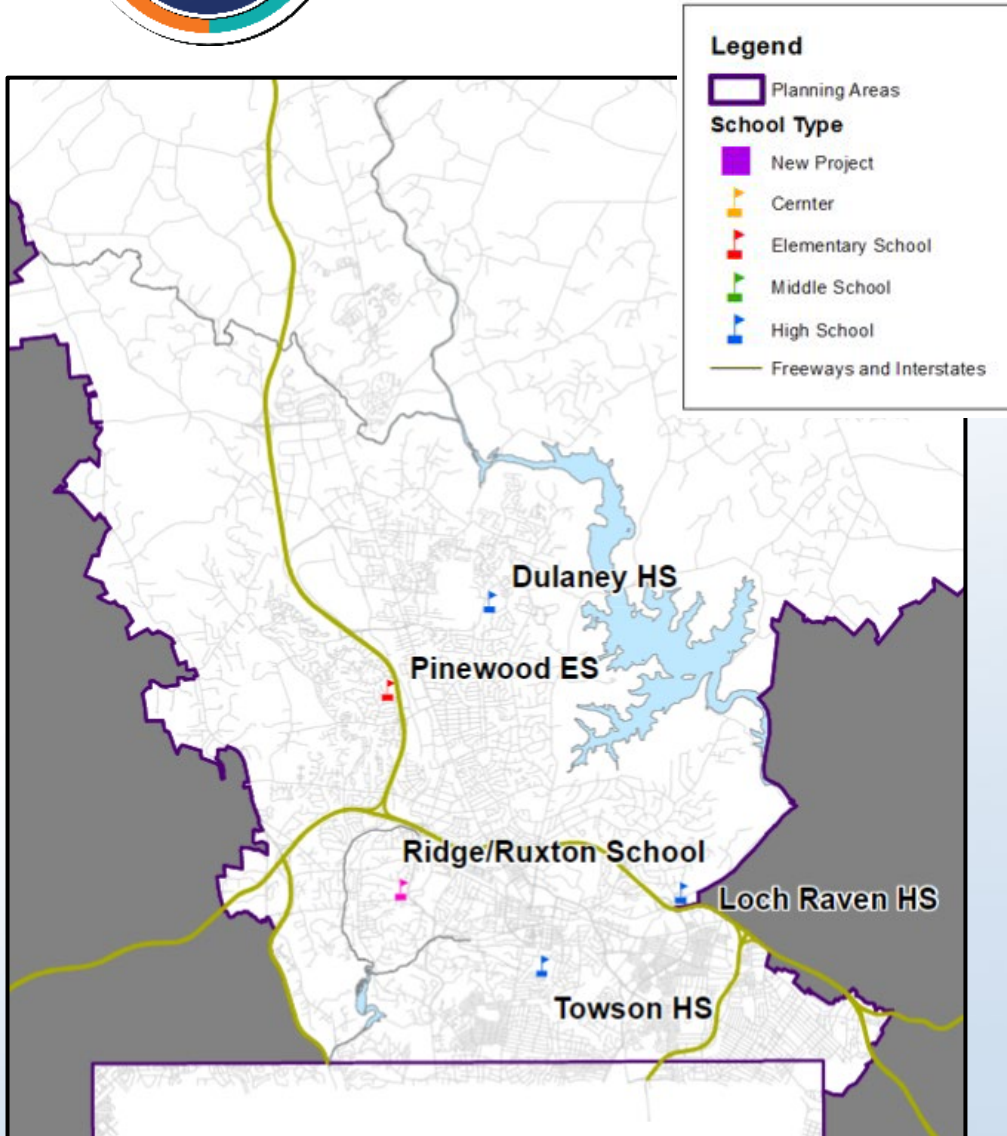 Legend
Planning Areas
School Type
New Project
Cernter
Elementary School
Middle School
High School
Freeways and Interstates
Dulaney HS
Pinewood ES
Ridge/Ruxton School
Loch Raven HS
Towson HS